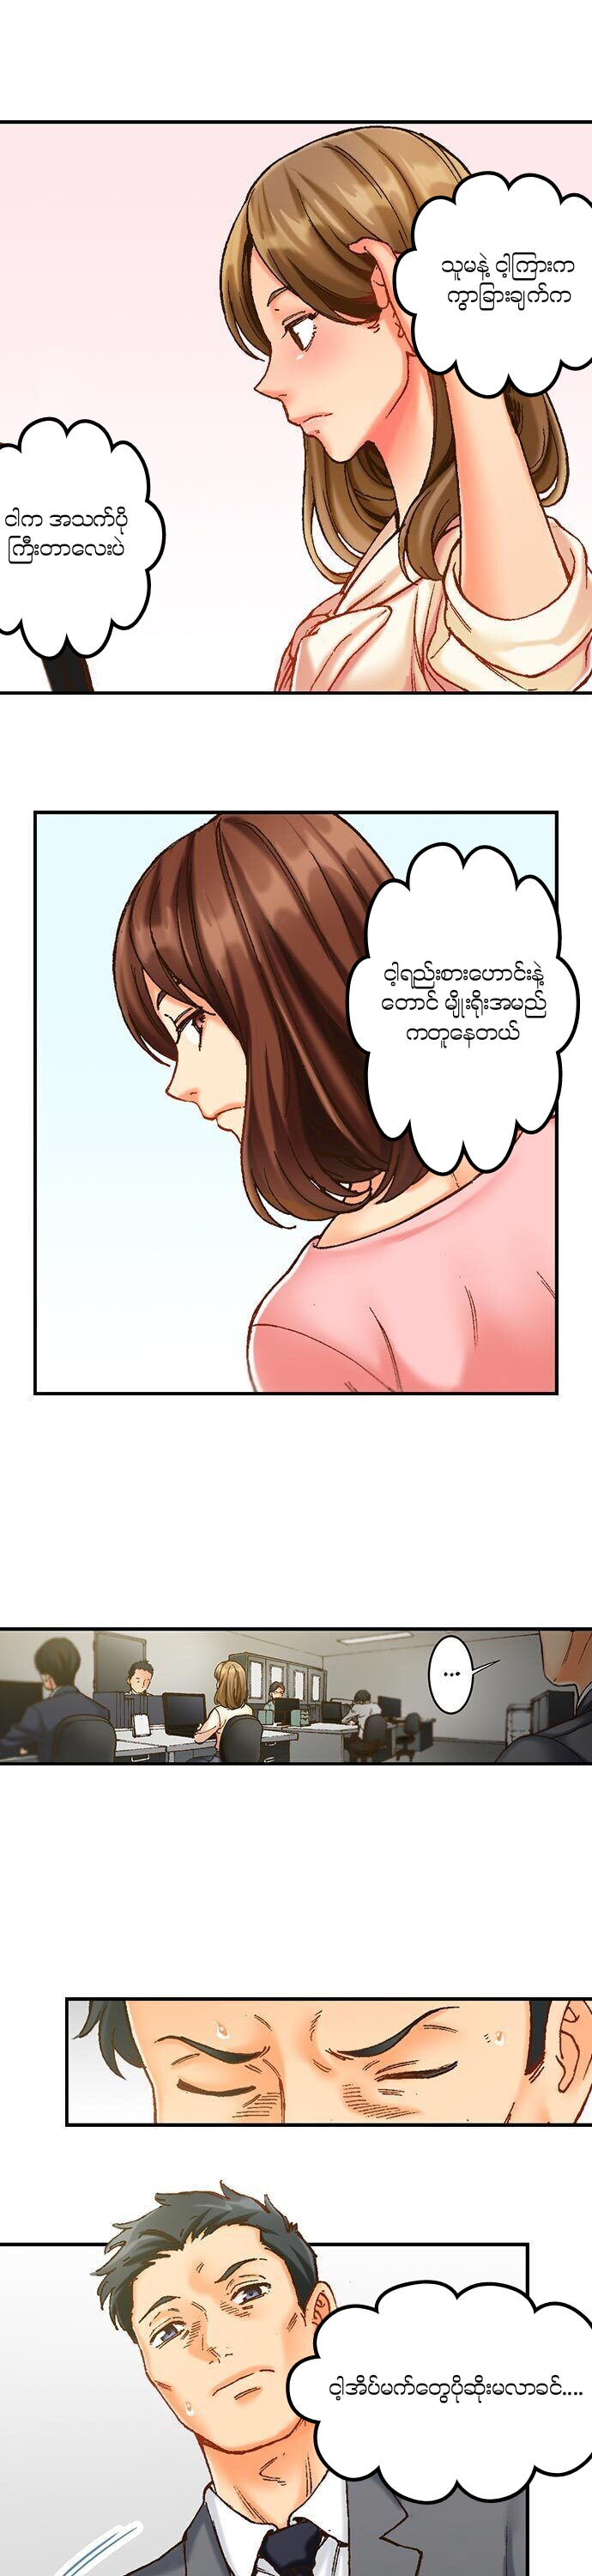 သူမနဲ့ ငါ့ကြားက
ကွာခြားချက်က
ငါက အသက်ပို
ကြီးတာလေးပဲ
ငါ့ရည်းစားဟောင်းနဲ့
တောင် မျိုးရိုးအမည်
ကတူနေတယ်
...
ငါ့အိပ်မက်တွေပိုဆိုးမလာခင်....